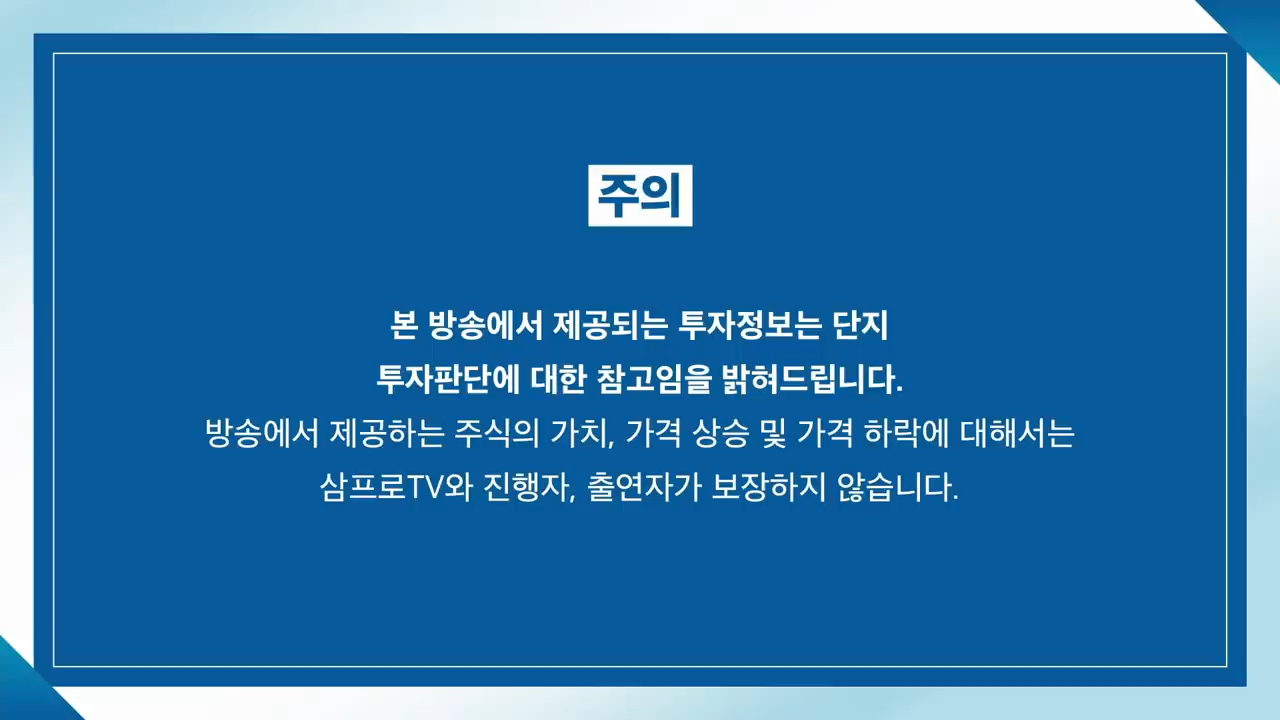 주의
본 방송에서 제공되는 투자정보는 단지
투자판단에 대한 참고임을 밝혀드립니다.
방송에서 제공하는 주식의 가치, 가격 상승 및 가격 하락에 대해서는
삼프로TV와 진행자, 출연자가 보장하지 않습니다.